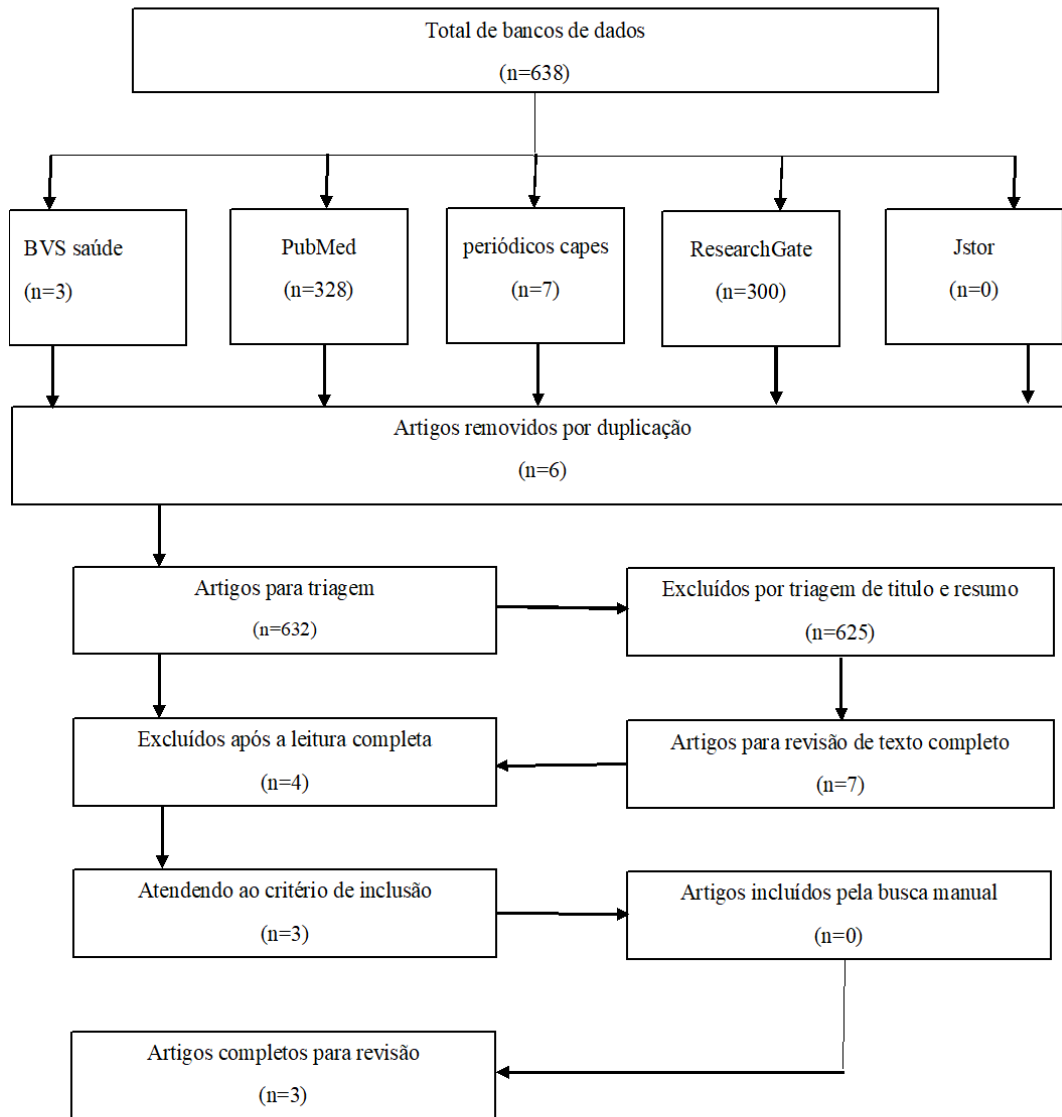 Total de bancos de dados
(n=638)
BVS saúde
(n=3)
PubMed
(n=328)
periódicos capes
(n=7)
ResearchGate
(n=300)
Jstor
(n=0)
Artigos removidos por duplicação
(n=6)
Artigos para triagem
(n=632)
Excluídos por triagem de titulo e resumo
(n=625)
Excluídos após a leitura completa
(n=4)
Artigos para revisão de texto completo
(n=7)
Atendendo ao critério de inclusão
(n=3)
Artigos incluídos pela busca manual
(n=0)
Artigos completos para revisão
(n=3)